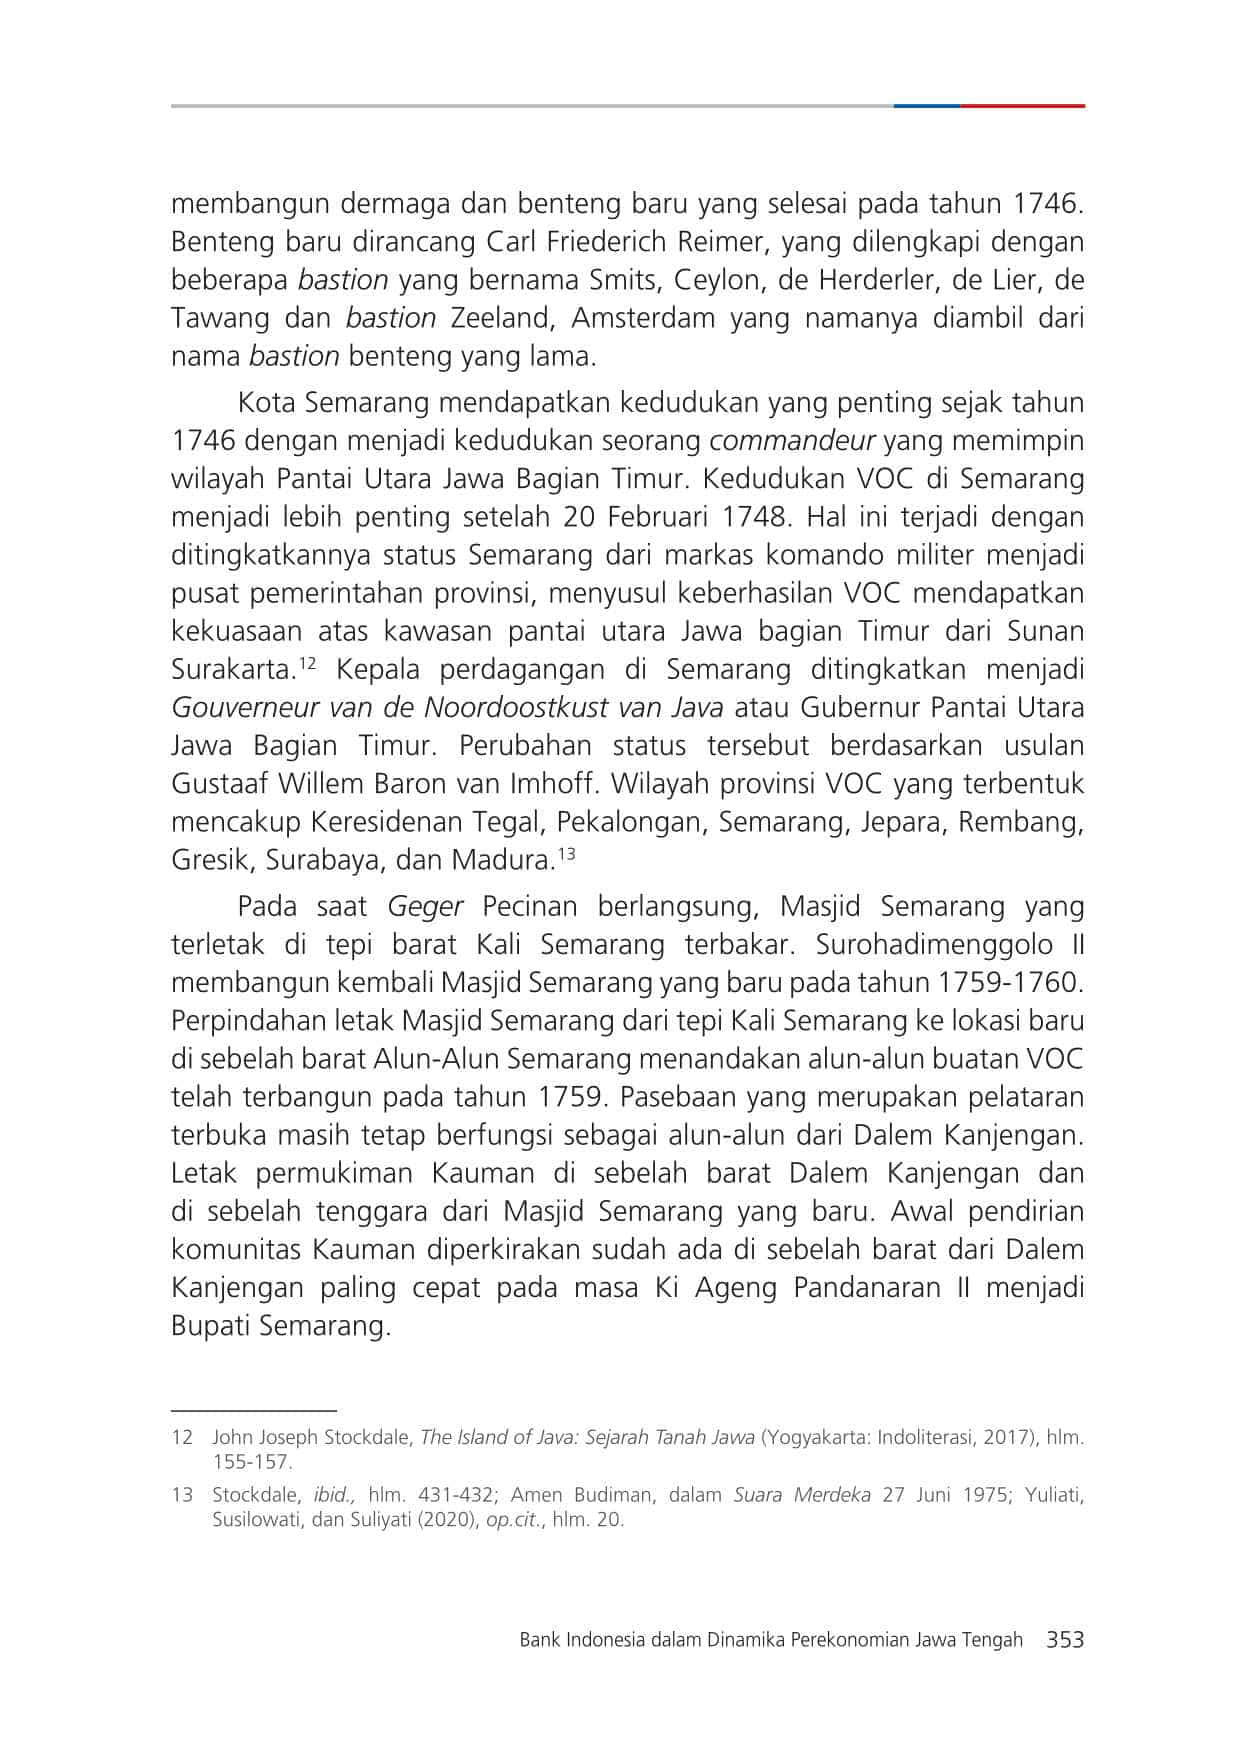 membangun dermaga dan benteng baru yang selesai pada tahun 1746.
Benteng baru dirancang Carl Friederich Reimer, yang dilengkapi dengan
beberapa bastion yang bernama Smits, Ceylon, de Herderler, de Lier, de
Tawang dan bastion Zeeland, Amsterdam yang namanya diambil dari
nama bastion benteng yang lama.
Kota Semarang mendapatkan kedudukan yang penting sejak tahun
1746 dengan menjadi kedudukan seorang commandeur yang memimpin
wilayah Pantai Utara Jawa Bagian Timur. Kedudukan VOC di Semarang
menjadi lebih penting setelah 20 Februari 1748. Hal ini terjadi dengan
ditingkatkannya status Semarang dari markas komando militer menjadi
pusat pemerintahan provinsi, menyusul keberhasilan VOC mendapatkan
kekuasaan atas kawasan pantai utara Jawa bagian Timur dari Sunan
Surakarta.12 Kepala perdagangan di Semarang ditingkatkan menjadi
Gouverneur van de Noordoostkust van Java atau Gubernur Pantai Utara
Jawa Bagian Timur. Perubahan status tersebut berdasarkan usulan
Gustaaf Willem Baron van Imhoff. Wilayah provinsi VOC yang terbentuk
mencakup Keresidenan Tegal, Pekalongan, Semarang, Jepara, Rembang,
Gresik, Surabaya, dan Madura.13
Pada saat Geger Pecinan berlangsung, Masjid Semarang yang
terletak di tepi barat Kali Semarang terbakar. Surohadimenggolo II
membangun kembali Masjid Semarang yang baru pada tahun 1759-1760.
Perpindahan letak Masjid Semarang dari tepi Kali Semarang ke lokasi baru
di sebelah barat Alun-Alun Semarang menandakan alun-alun buatan VOC
telah terbangun pada tahun 1759. Pasebaan yang merupakan pelataran
terbuka masih tetap berfungsi sebagai alun-alun dari Dalem Kanjengan.
Letak permukiman Kauman di sebelah barat Dalem Kanjengan dan
di sebelah tenggara dari Masjid Semarang yang baru. Awal pendirian
komunitas Kauman diperkirakan sudah ada di sebelah barat dari Dalem
Kanjengan paling cepat pada masa Ki Ageng Pandanaran II menjadi
Bupati Semarang.
12 John Joseph Stockdale, The Island of Java: Sejarah Tanah Jawa (Yogyakarta: Indoliterasi, 2017), hlm.
155-157.
13 Stockdale, ibid., hlm. 431-432; Amen Budiman, dalam Suara Merdeka 27 Juni 1975; Yuliati,
Susilowati, dan Suliyati (2020), op.cit., hlm. 20.
Bank Indonesia dalam Dinamika Perekonomian Jawa Tengah 353